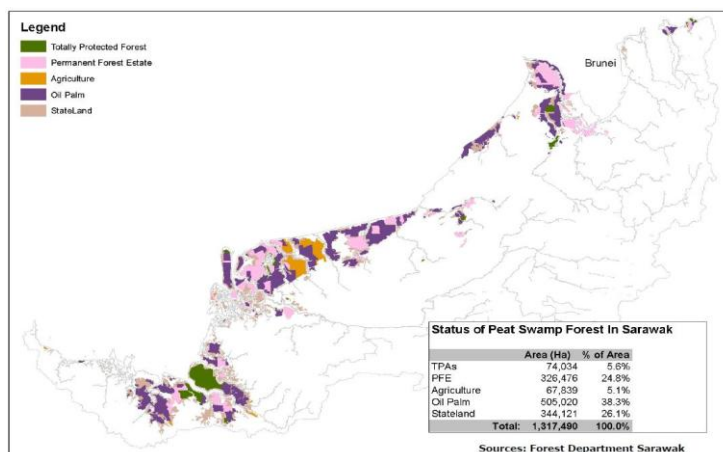 Legend
Totally Protected Forest
Permanent Forest Estate
Agriculture
Oil Palm
StateLand
Brunei
Status of Peat Swamp Forest In Sarawak
Area (Ha) % of Area
TPAs 74,034 5.6%
PFE 326,476 24.8%
Agriculture 67,839 5.1%
Oil Palm 505,020 38.3%
Stateland 344,121 26.1%
Total: 1,317,490 100.0%
Sources: Forest Department Sarawak